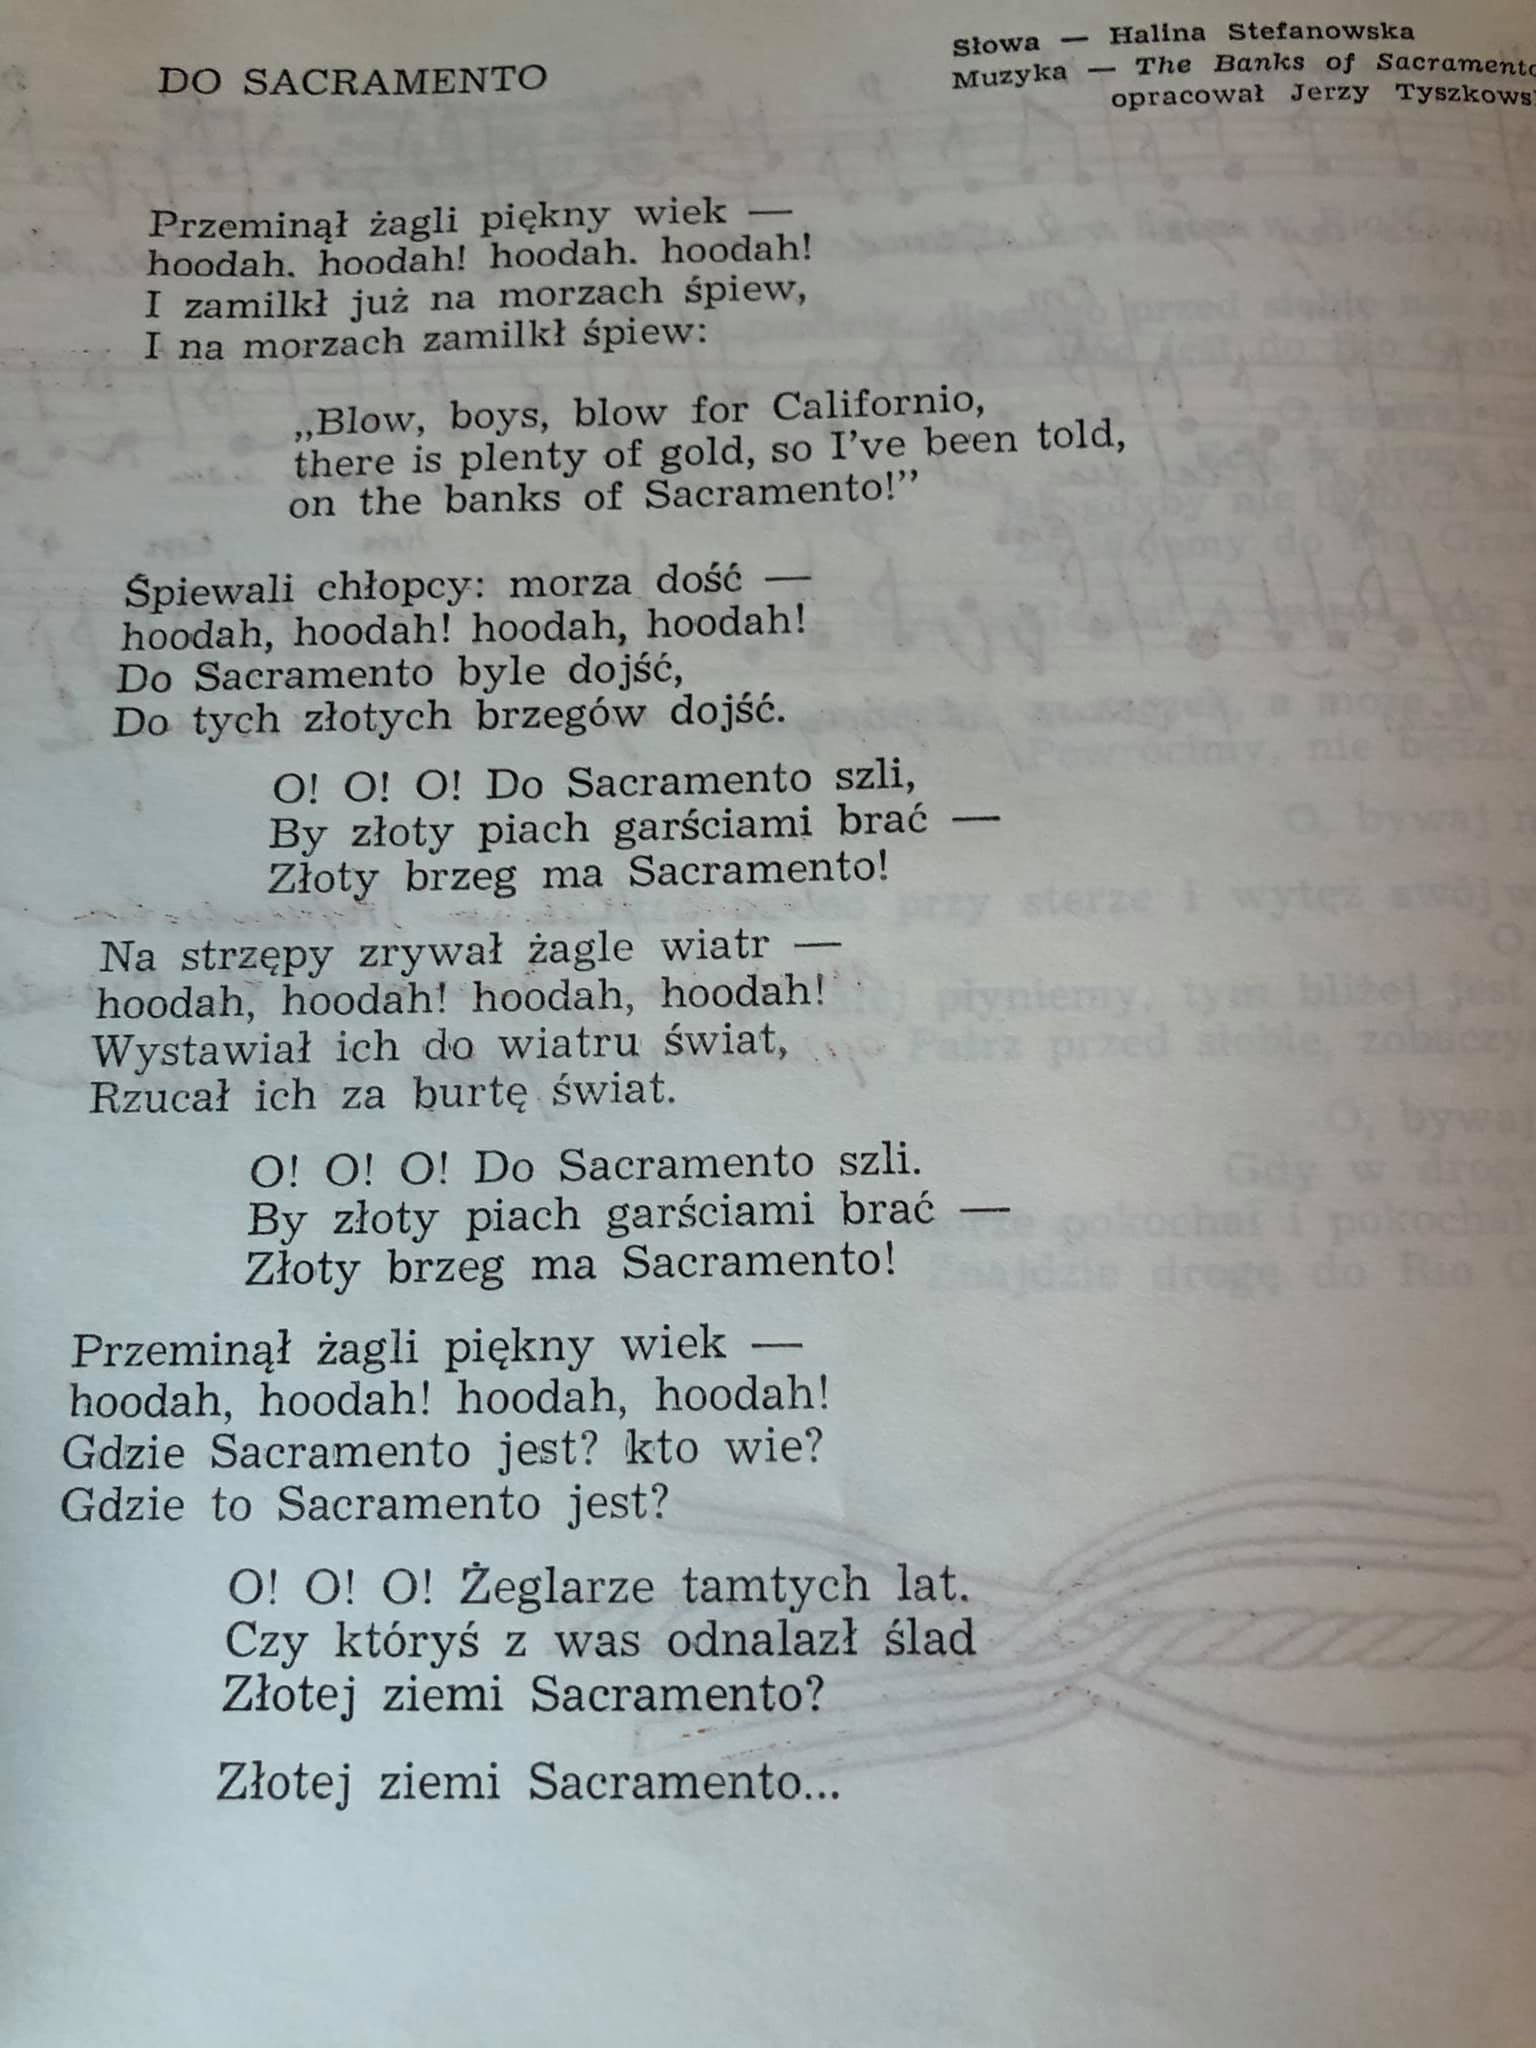 DO SACRAMENTO
Słowa — Halina Stefanowska
Muzyka — The Banks of Sacramento
opracował Jerzy
Przeminął żagli piękny wiek —
hoodah. hoodah! hoodah. hoodah!
I zamilkł już na morzach śpiew,
I na morzach zamilkł śpiew:
„Blow, boys, blow for Californio,
there is plenty of gold, so I've been told,
on the banks of Sacramento!”
Śpiewali chłopcy: morza dość —
hoodah, hoodah! hoodah, hoodah!
Do Sacramento byle dojść,
Do tych złotych brzegów dojść.
O! O! O! Do Sacramento szli,
By złoty piach garściami brać —
Złoty brzeg ma Sacramento!
Na strzępy zrywał żagle wiatr —
hoodah, hoodah! hoodah, hoodah!
Wystawiał ich do wiatru świat,
Rzucał ich za burtę świat.
O! O! O! Do Sacramento szli.
By złoty piach garściami brać —
Złoty brzeg ma Sacramento!
Przeminął żagli piękny wiek —
hoodah, hoodah! hoodah, hoodah!
Gdzie Sacramento jest? kto wie?
Gdzie to Sacramento jest?
O! O! O! Żeglarze tamtych lat.
Czy któryś z was odnalazł ślad
Złotej ziemi Sacramento?
Złotej ziemi Sacramento...